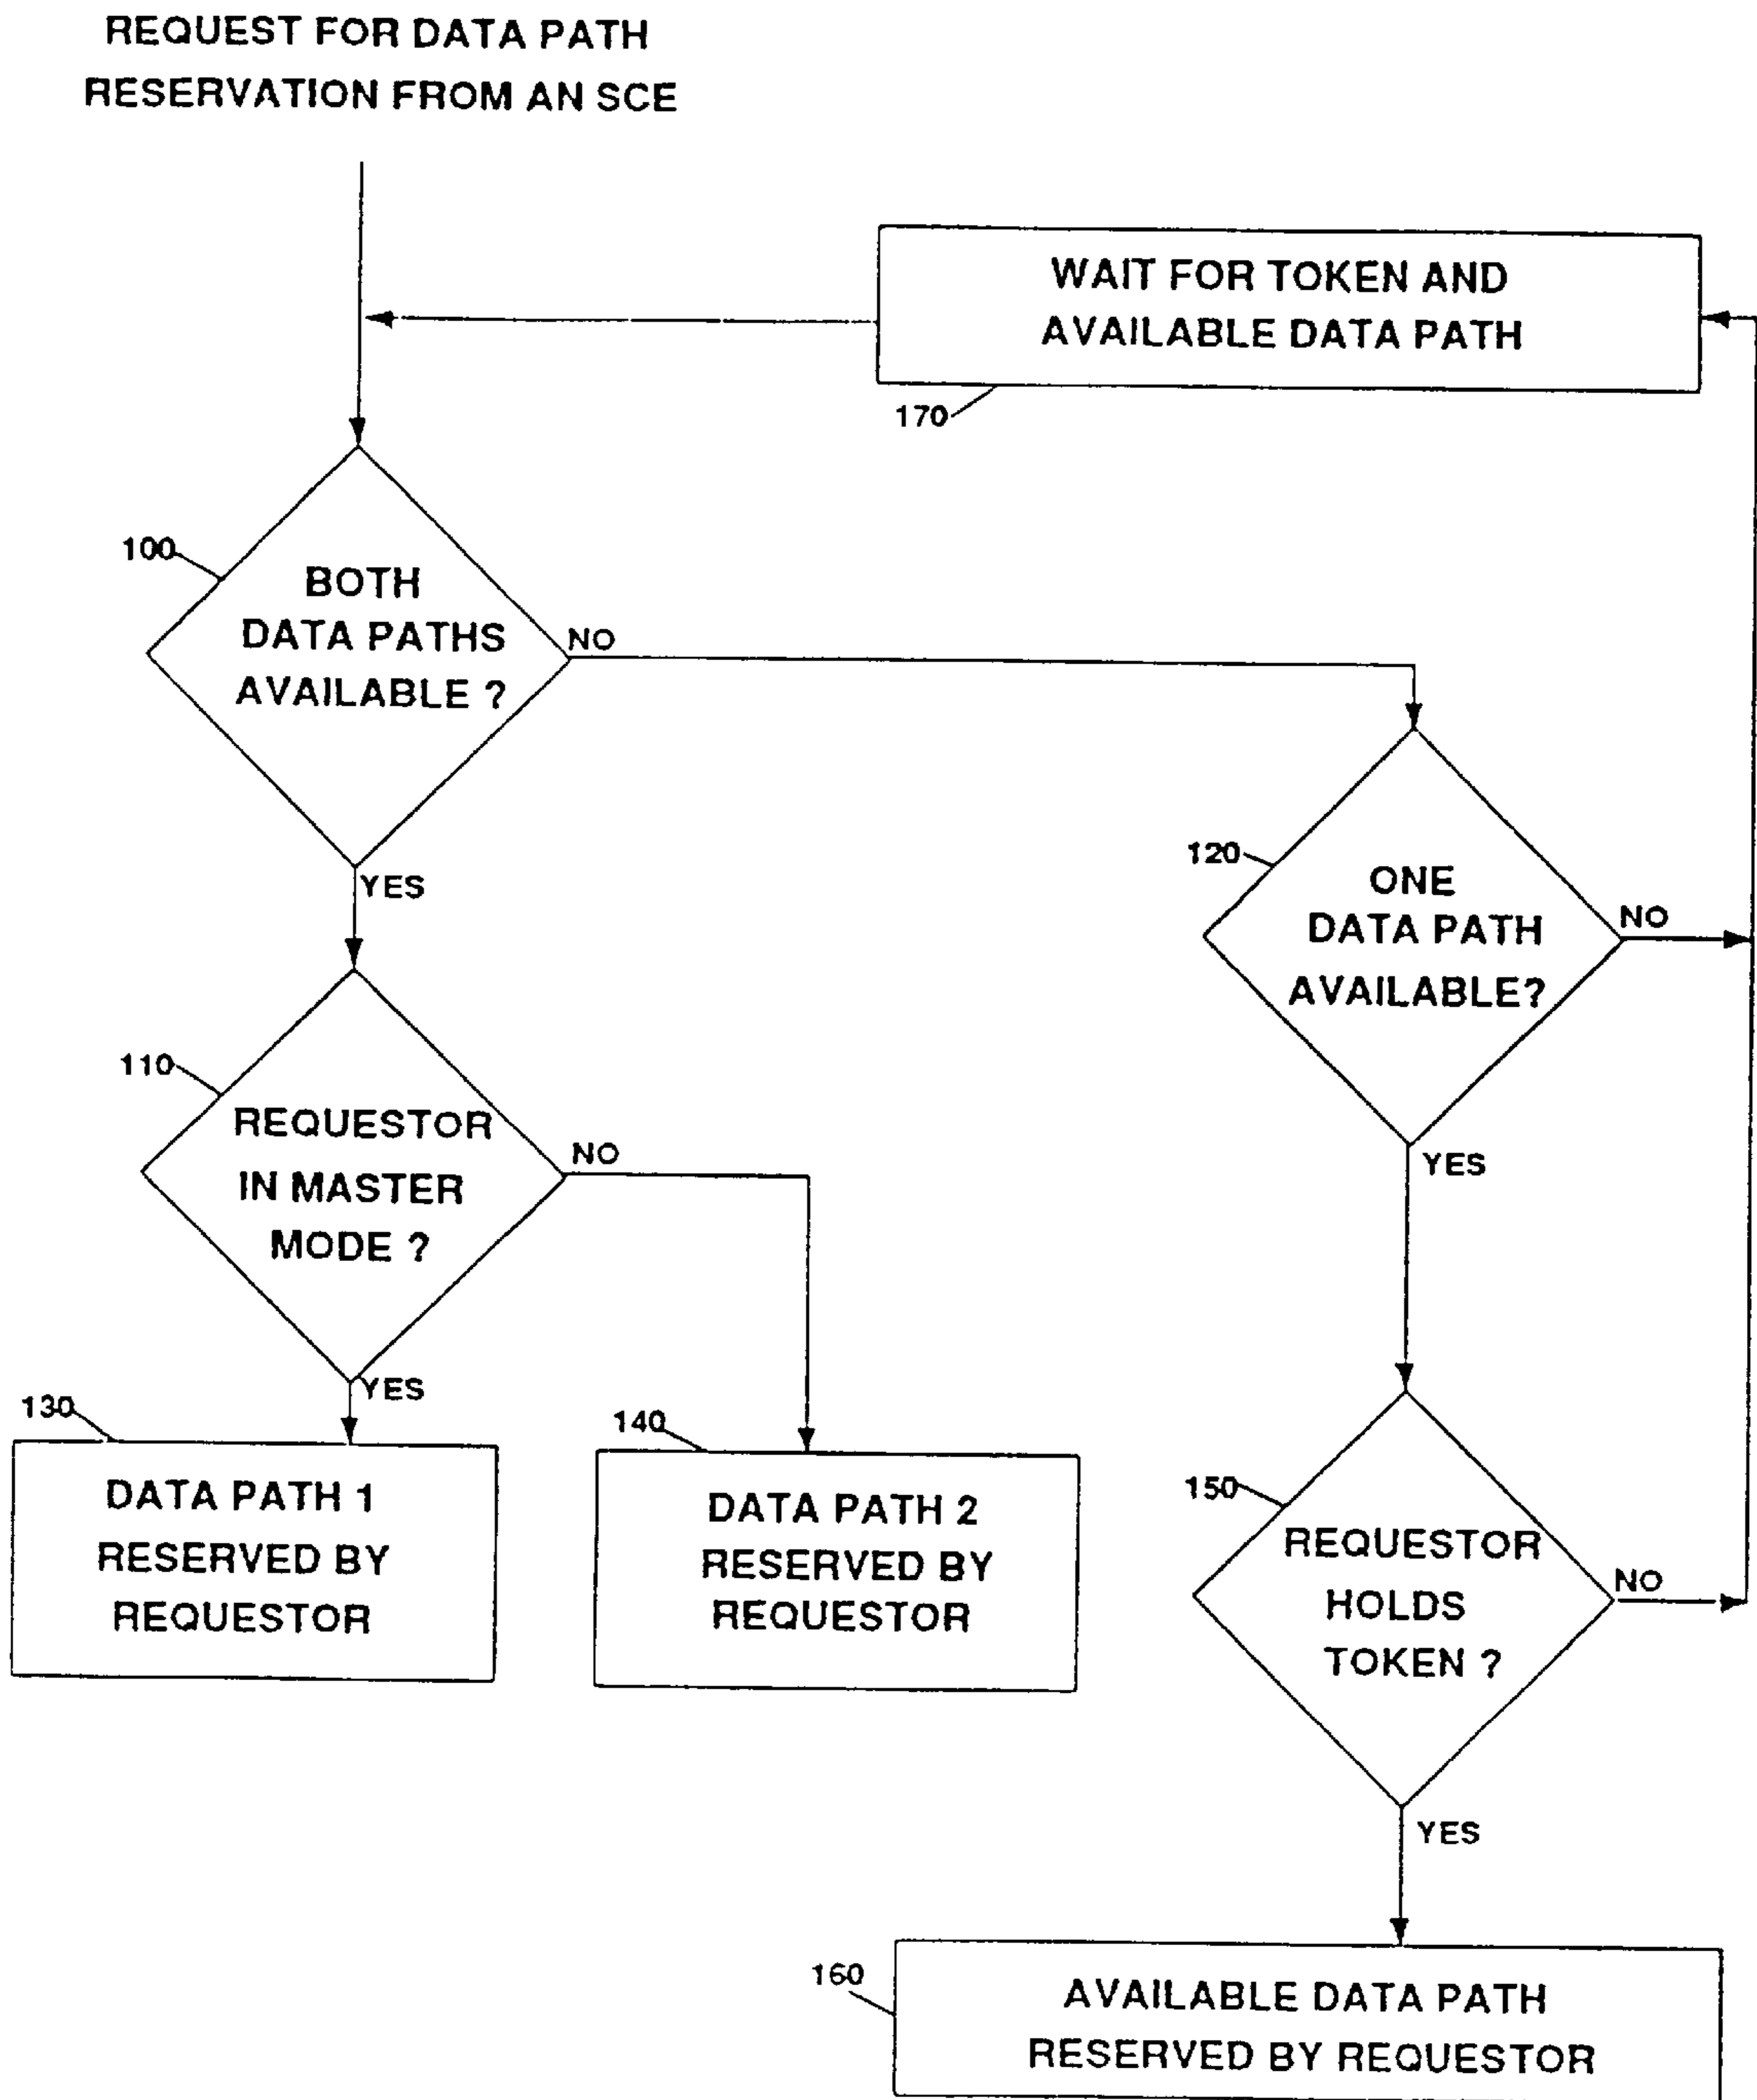 REQUEST FOR DATA PATH
RESERVATION FROM AN SCE
WAIT FOR TOKEN AND
AVAILABLE DATA PATH
170
100
BOTH
DATA PATHS
AVAILABLE ?
NO
YES
120
ONE
DATA PATH
AVAILABLE?
NO
YES
110
REQUESTOR
IN MASTER
MODE ?
NO
YES
130
DATA PATH 1
RESERVED BY
REQUESTOR
140
DATA PATH 2
RESERVED BY
REQUESTOR
150
REQUESTOR
HOLDS
TOKEN ?
NO
YES
160
AVAILABLE DATA PATH
RESERVED BY REQUESTOR